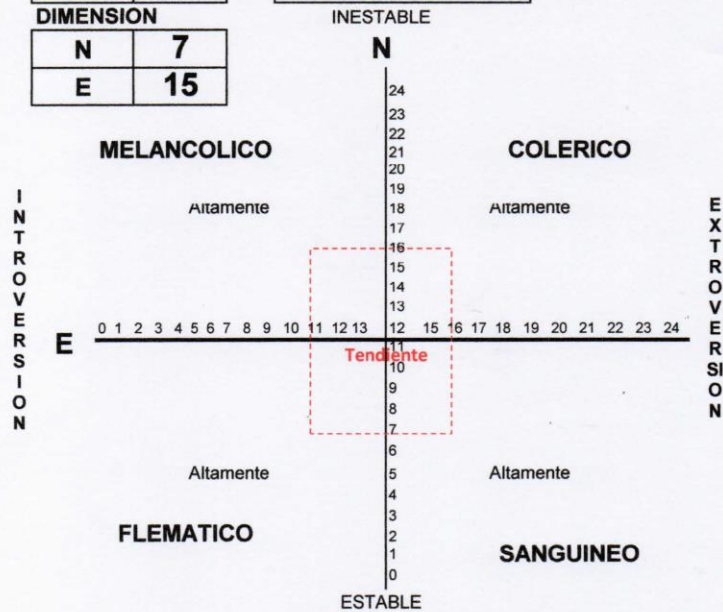 DIMENSION
N 7
E 15
INESTABLE
N
24
23
22
21
20
19
18
17
16
15
14
13
MELANCOLICO
COLERICO
Altamente
Altamente
INTROVERSION
EXTROVERSION
E
0 1 2 3 4 5 6 7 8 9 10 11 12 13 12 15 16 17 18 19 20 21 22 23 24
11
Tendiente
10
9
8
7
6
5
4
3
2
1
0
Altamente
Altamente
FLEMATICO
SANGUINEO
ESTABLE